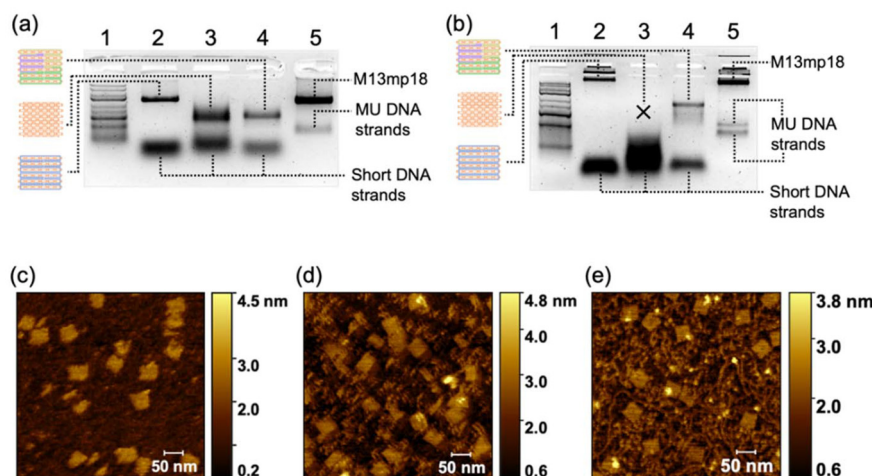 (a)
1 2 3 4 5
M13mp18
MU DNA
strands
Short DNA
strands
(b)
1 2 3 4 5
×
M13mp18
MU DNA
strands
Short DNA
strands
(c)
4.5 nm
3.0
2.0
0.2
50 nm
(d)
4.8 nm
3.0
2.0
0.6
50 nm
(e)
3.8 nm
3.0
2.0
0.6
50 nm